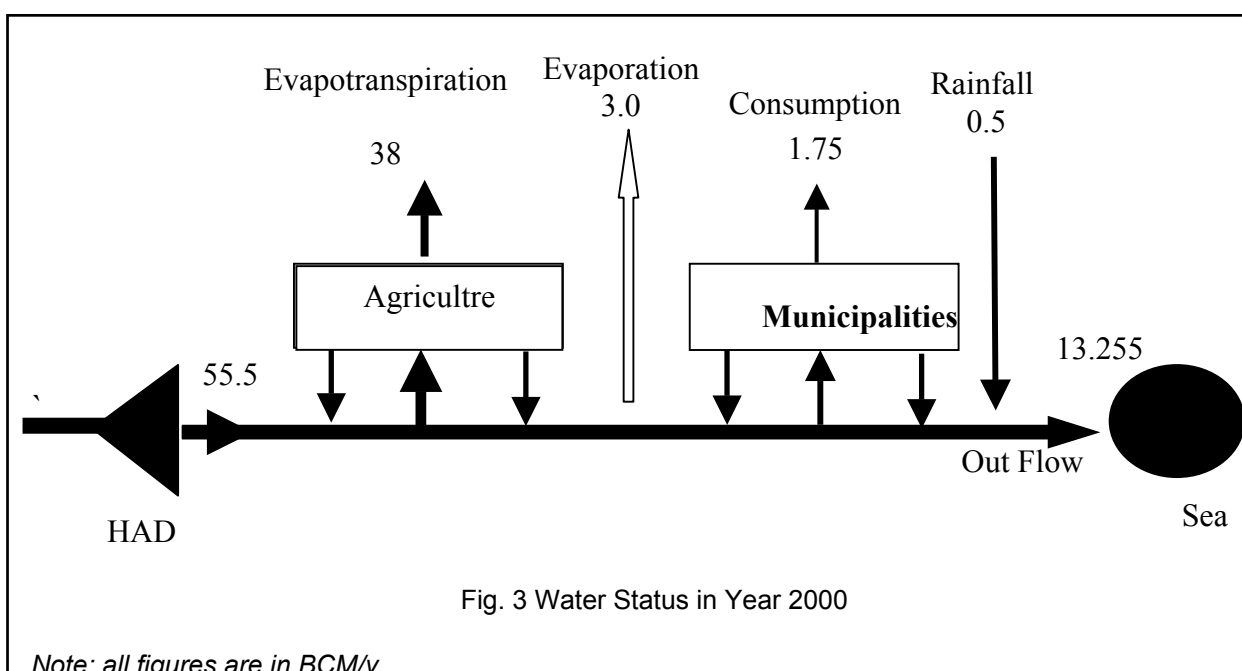 Evapotranspiration
38
Evaporation
3.0
Consumption
1.75
Rainfall
0.5
Agricultre
Municipalities
`
55.5
13.255
HAD
Out Flow
Sea
Fig. 3 Water Status in Year 2000
Note: all figures are in BCM/y